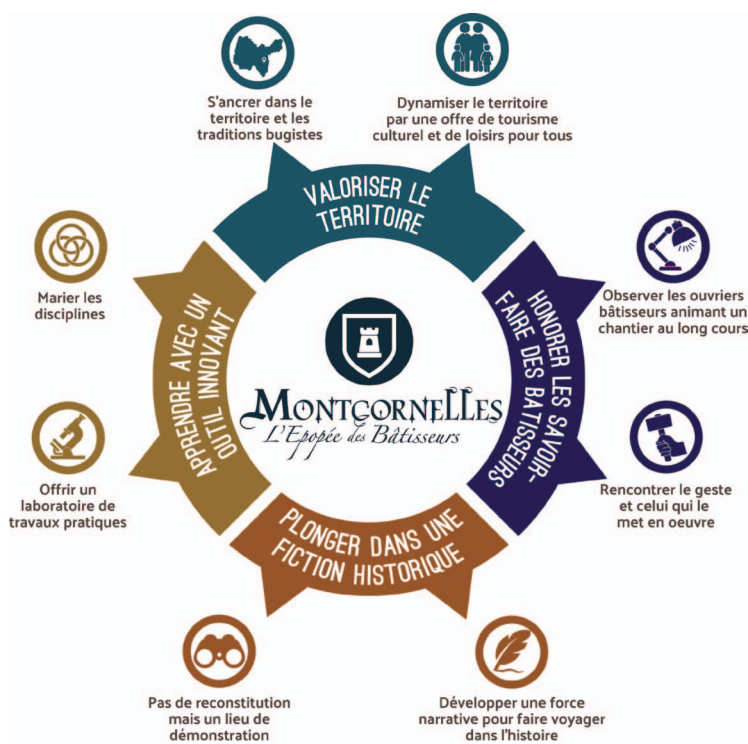 S'ancrer dans le
territoire et les
traditions bugistes
Dynamiser le territoire
par une offre de tourisme
culturel et de loisirs pour tous
VALORISER LE
TERRITOIRE
Marier les
disciplines
Offrir un
laboratoire de
travaux pratiques
APPRENDRE AVEC UN
OUTIL INNOVANT
MONTCORNELLES
L'Epopée des Bâtisseurs
HONORER LES SAVOIR-
FAIRE DES BATISSEURS
Observer les ouvriers
bâtisseurs animant un
chantier au long cours
Rencontrer le geste
et celui qui le
met en oeuvre
PLONGER DANS UNE
FICTION HISTORIQUE
Pas de reconstitution
mais un lieu de
démonstration
Développer une force
narrative pour faire voyager
dans l'histoire